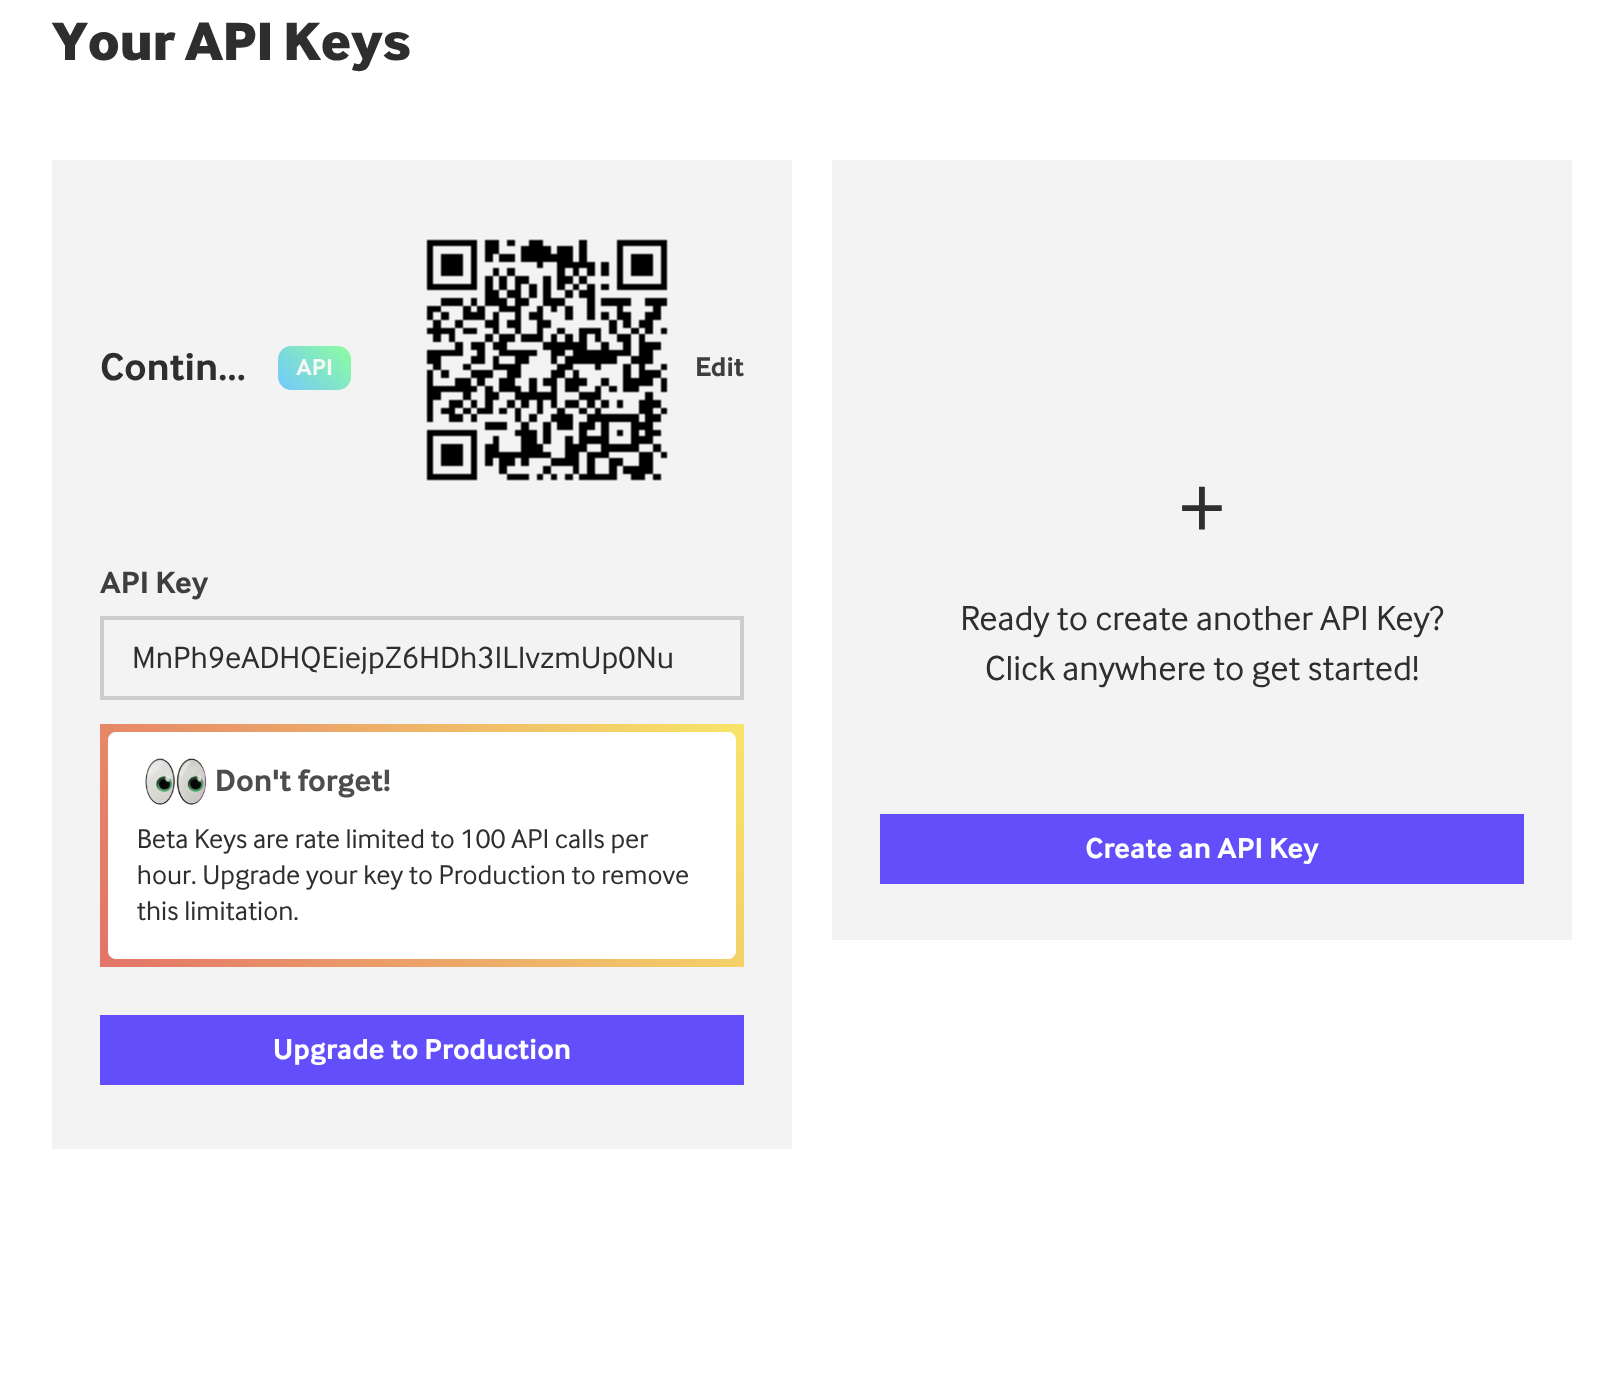 Your API Keys
Contin...
API
Edit
API Key
MnPh9eADHQEiejpZ6HDh3ILIvzmUp0Nu
Don't forget!
Beta Keys are rate limited to 100 API calls per
hour. Upgrade your key to Production to remove
this limitation.
Upgrade to Production
Ready to create another API Key?
Click anywhere to get started!
Create an API Key